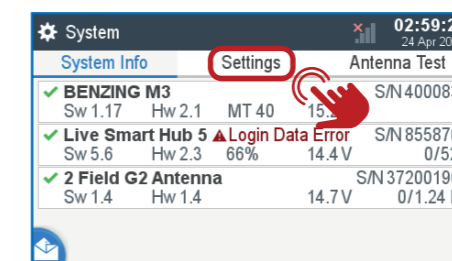 System 02:59:2
24 Apr 20
System Info Settings Antenna Test
BENZING M3 S/N 40008
Sw 1.17 Hw 2.1 MT 40 15.2
Live Smart Hub 5 Login Data Error S/N 85587
Sw 5.6 Hw 2.3 66% 14.4 V 0/5
2 Field G2 Antenna S/N 3720019
Sw 1.4 Hw 1.4 14.7 V 0/1.24